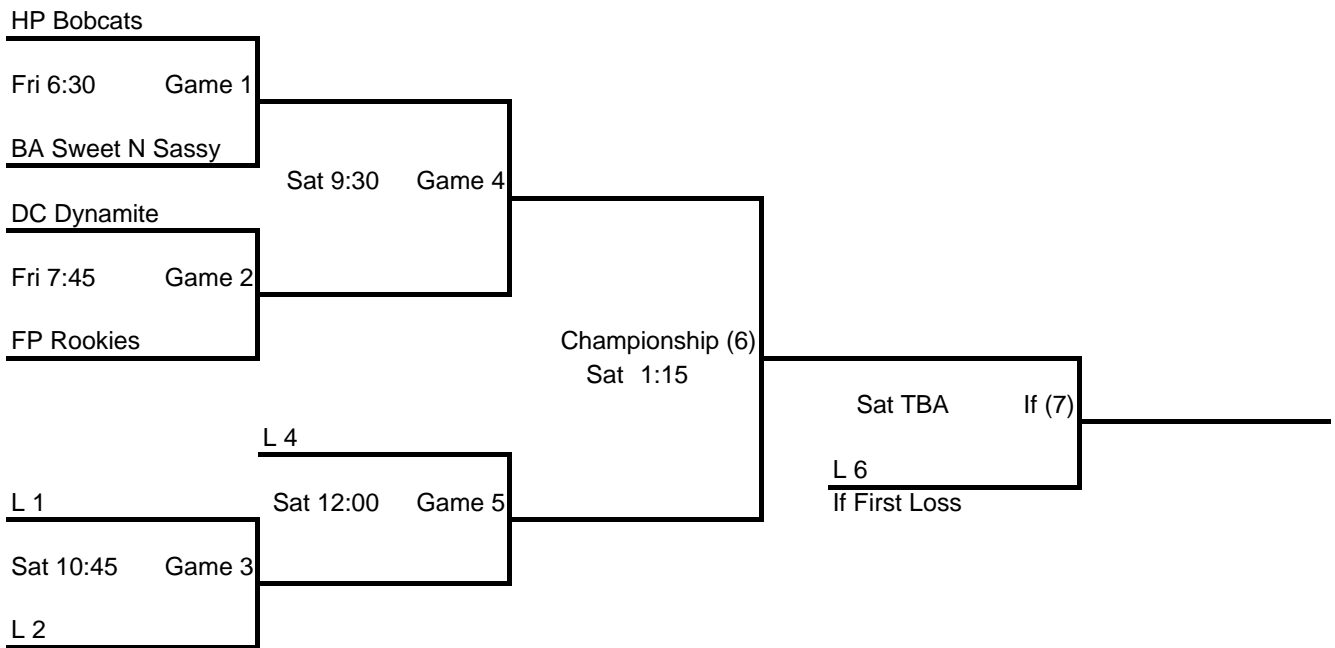 HP Bobcats
Fri 6:30 Game 1
BA Sweet N Sassy
Sat 9:30 Game 4
DC Dynamite
Fri 7:45 Game 2
FP Rookies
Championship (6)
Sat 1:15
Sat TBA If (7)
L 4
L 6
If First Loss
L 1
Sat 12:00 Game 5
Sat 10:45 Game 3
L 2